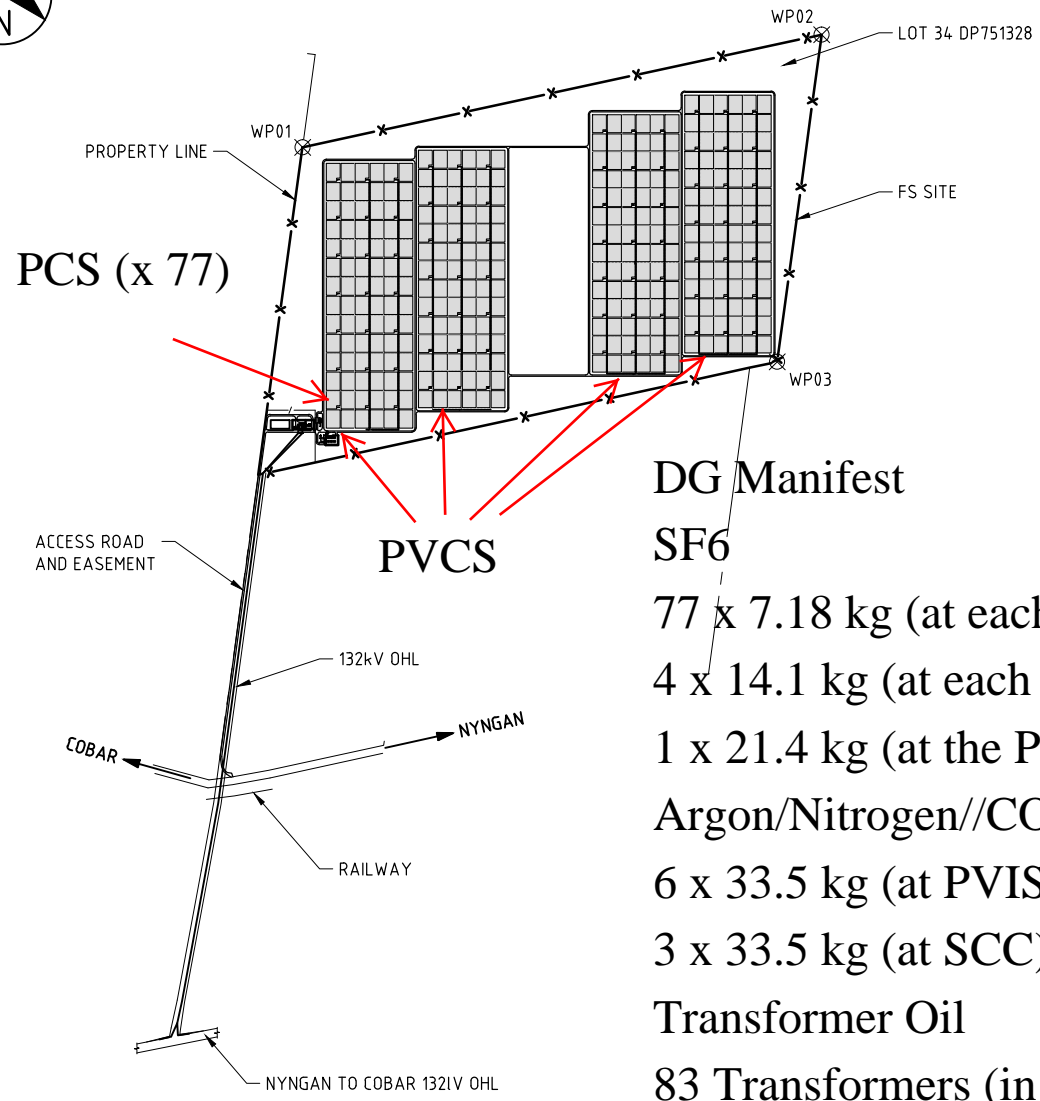 N
WP02
LOT 34 DP751328
WP01
PROPERTY LINE
FS SITE
PCS (x 77)
WP03
DG Manifest
ACCESS ROAD
AND EASEMENT
PVCS
SF6
77 x 7.18 kg (at each
4 x 14.1 kg (at each
132kV OHL
1 x 21.4 kg (at the P
NYNGAN
COBAR
Argon/Nitrogen//CO
RAILWAY
6 x 33.5 kg (at PVIS
3 x 33.5 kg (at SCC)
Transformer Oil
NYNGAN TO COBAR 132lV OHL
83 Transformers (in